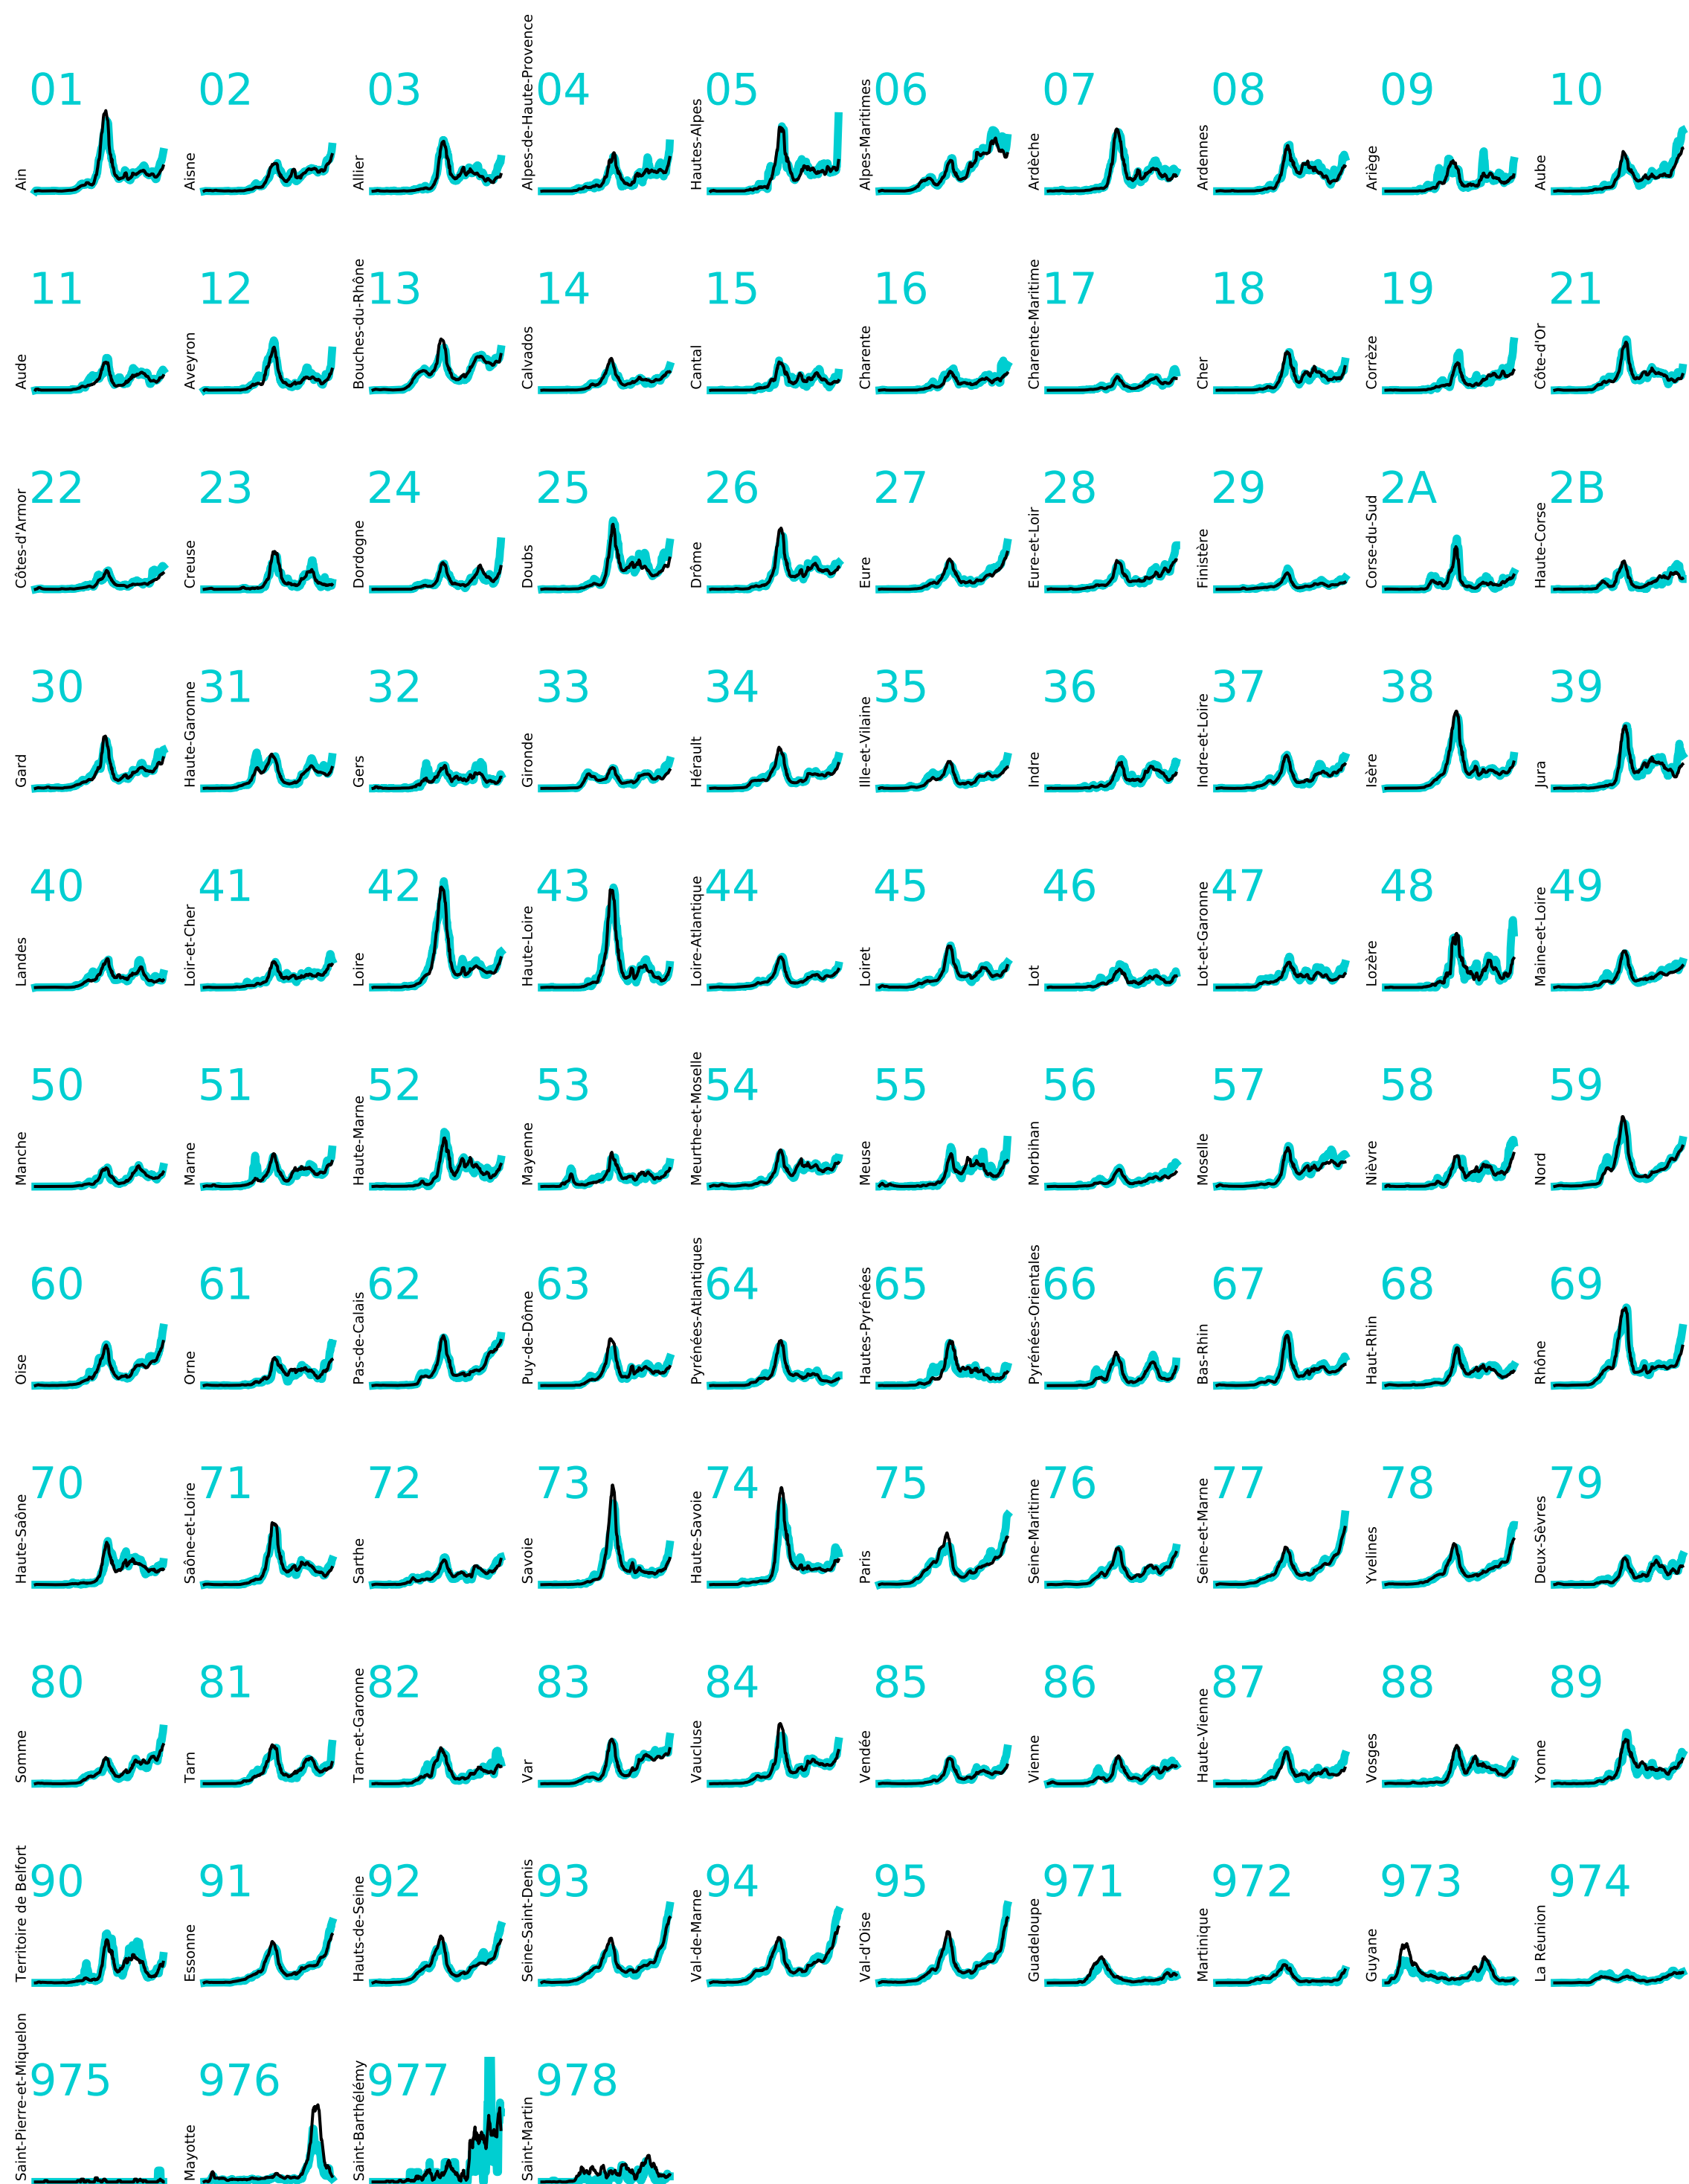 01 02 03 04 05 06 07 08 09 10
Ain Aisne Allier Alpes-de-Haute-Provence Hautes-Alpes Alpes-Maritimes Ardèche Ardennes Ariège Aube
11 12 13 14 15 16 17 18 19 21
Aude Aveyron Bouches-du-Rhône Calvados Cantal Charente Charente-Maritime Cher Corrèze Côte-d'Or
22 23 24 25 26 27 28 29 2A 2B
Côtes-d'Armor Creuse Dordogne Doubs Drôme Eure Eure-et-Loir Finistère Corse-du-Sud Haute-Corse
30 31 32 33 34 35 36 37 38 39
Gard Haute-Garonne Gers Gironde Hérault Ille-et-Vilaine Indre Indre-et-Loire Isère Jura
40 41 42 43 44 45 46 47 48 49
Landes Loir-et-Cher Loire Haute-Loire Loire-Atlantique Loiret Lot Lot-et-Garonne Lozère Maine-et-Loire
50 51 52 53 54 55 56 57 58 59
Manche Marne Haute-Marne Mayenne Meurthe-et-Moselle Meuse Morbihan Moselle Nièvre Nord
60 61 62 63 64 65 66 67 68 69
Oise Orne Pas-de-Calais Puy-de-Dôme Pyrénées-Atlantiques Hautes-Pyrénées Pyrénées-Orientales Bas-Rhin Haut-Rhin Rhône
70 71 72 73 74 75 76 77 78 79
Haute-Saône Saône-et-Loire Sarthe Savoie Haute-Savoie Paris Seine-Maritime Seine-et-Marne Yvelines Deux-Sèvres
80 81 82 83 84 85 86 87 88 89
Somme Tarn Tarn-et-Garonne Var Vaucluse Vendée Vienne Haute-Vienne Vosges Yonne
90 91 92 93 94 95 971 972 973 974
Territoire de Belfort Essonne Hauts-de-Seine Seine-Saint-Denis Val-de-Marne Val-d'Oise Guadeloupe Martinique Guyane La Réunion
975 976 977 978
Saint-Pierre-et-Miquelon Mayotte Saint-Barthélémy Saint-Martin